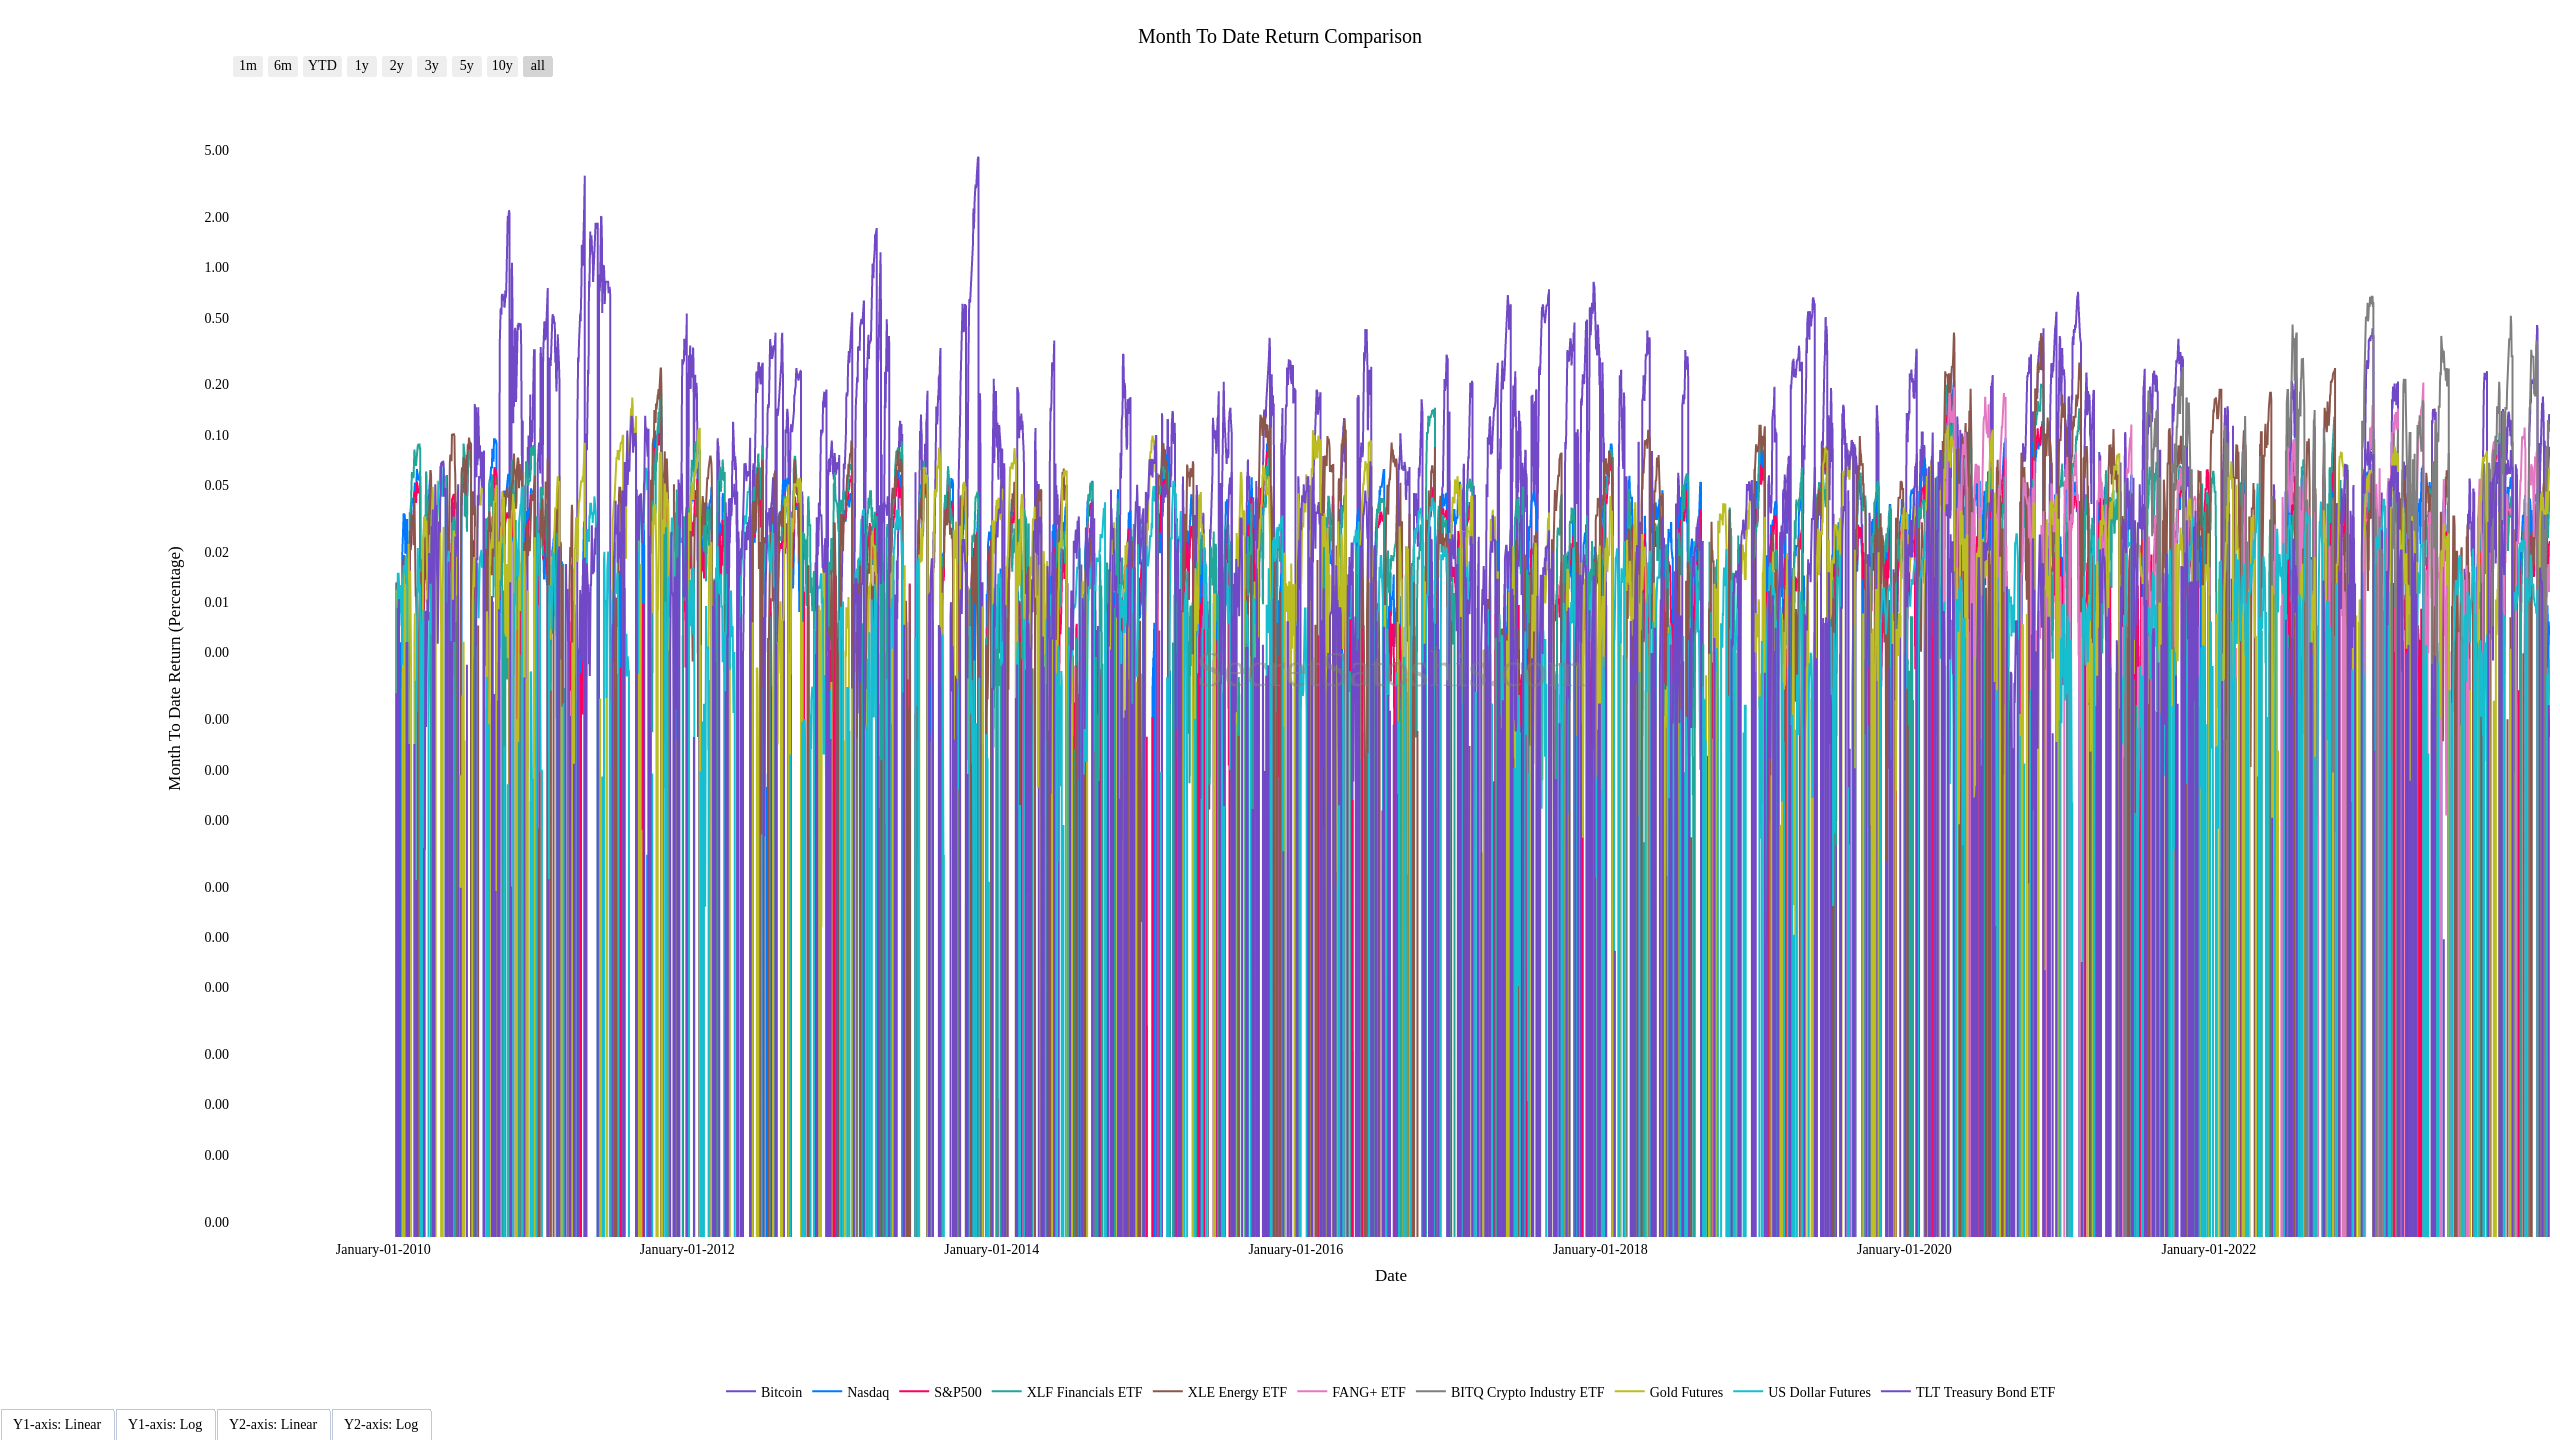 Month To Date Return Comparison
1m 6m YTD 1y 2y 3y 5y 10y all
5.00
2.00
1.00
0.50
0.20
0.10
0.05
0.02
0.01
0.00
0.00
0.00
0.00
0.00
0.00
0.00
0.00
0.00
0.00
0.00
Month To Date Return (Percentage)
January-01-2010 January-01-2012 January-01-2014 January-01-2016 January-01-2018 January-01-2020 January-01-2022
Date
Bitcoin Nasdaq S&P500 XLF Financials ETF XLE Energy ETF FANG+ ETF BITQ Crypto Industry ETF Gold Futures US Dollar Futures TLT Treasury Bond ETF
Y1-axis: Linear Y1-axis: Log Y2-axis: Linear Y2-axis: Log